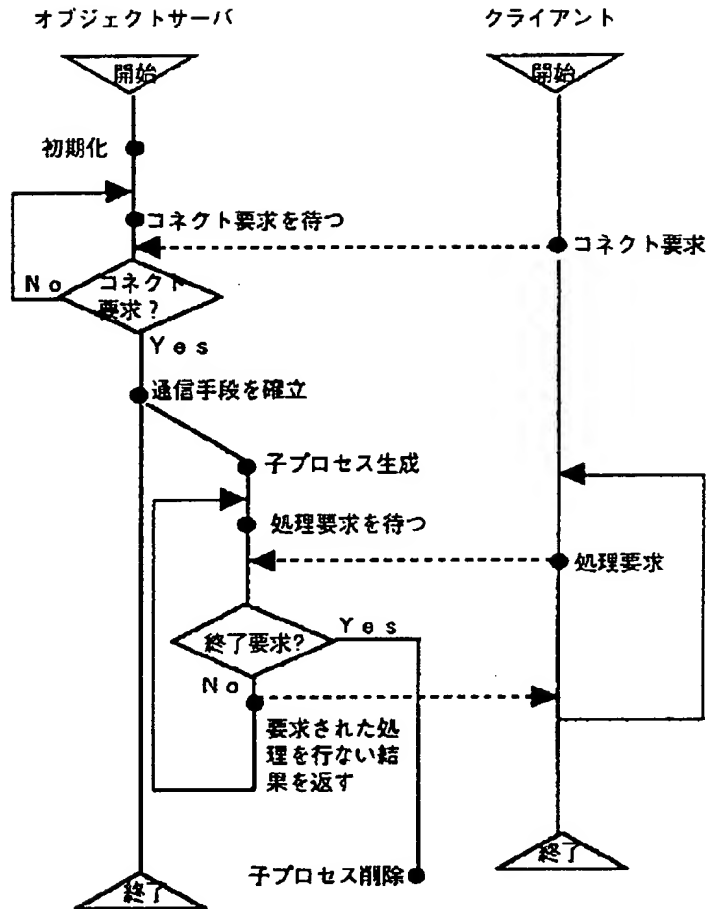 オブジェクトサーバ
クライアント
開始
開始
初期化
コネクト要求を待つ
コネクト要求
No
コネクト
要求？
Yes
通信手段を確立
子プロセス生成
処理要求を待つ
処理要求
終了要求?
Yes
No
要求された処
理を行ない結
果を返す
終了
子プロセス削除
終了